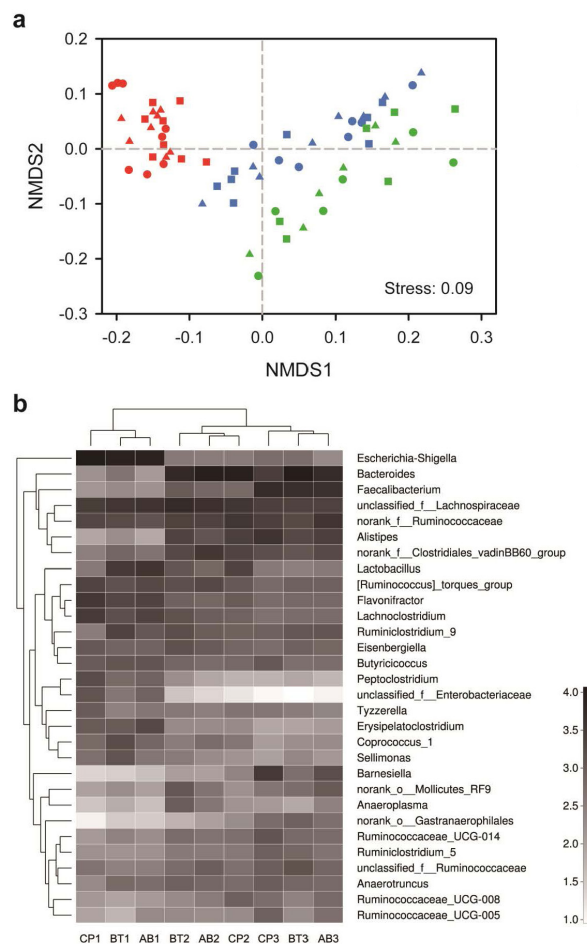 a
0.2
0.1
0.0
-0.1
-0.2
-0.3
NMDS2
Stress: 0.09
-0.2 -0.1 0.0 0.1 0.2 0.3
NMDS1
b
Escherichia-Shigella
Bacteroides
Faecalibacterium
unclassified_f__Lachnospiraceae
norank_f__Ruminococcaceae
Alistipes
norank_f__Clostridiales_vadinBB60_group
Lactobacillus
[Ruminococcus]_torques_group
Flavonifractor
Lachnoclostridium
Ruminiclostridium_9
Eisenbergiella
Butyricicoccus
Peptoclostridium
unclassified_f__Enterobacteriaceae
Tyzzerella
Erysipelatoclostridium
Coprococcus_1
Sellimonas
Barnesiella
norank_o__Mollicutes_RF9
Anaeroplasma
norank_o__Gastranaerophilales
Ruminococcaceae_UCG-014
Ruminiclostridium_5
unclassified_f__Ruminococcaceae
Anaerotruncus
Ruminococcaceae_UCG-008
Ruminococcaceae_UCG-005
4.0
3.5
3.0
2.5
2.0
1.5
1.0
CP1 BT1 AB1 BT2 AB2 CP2 CP3 BT3 AB3